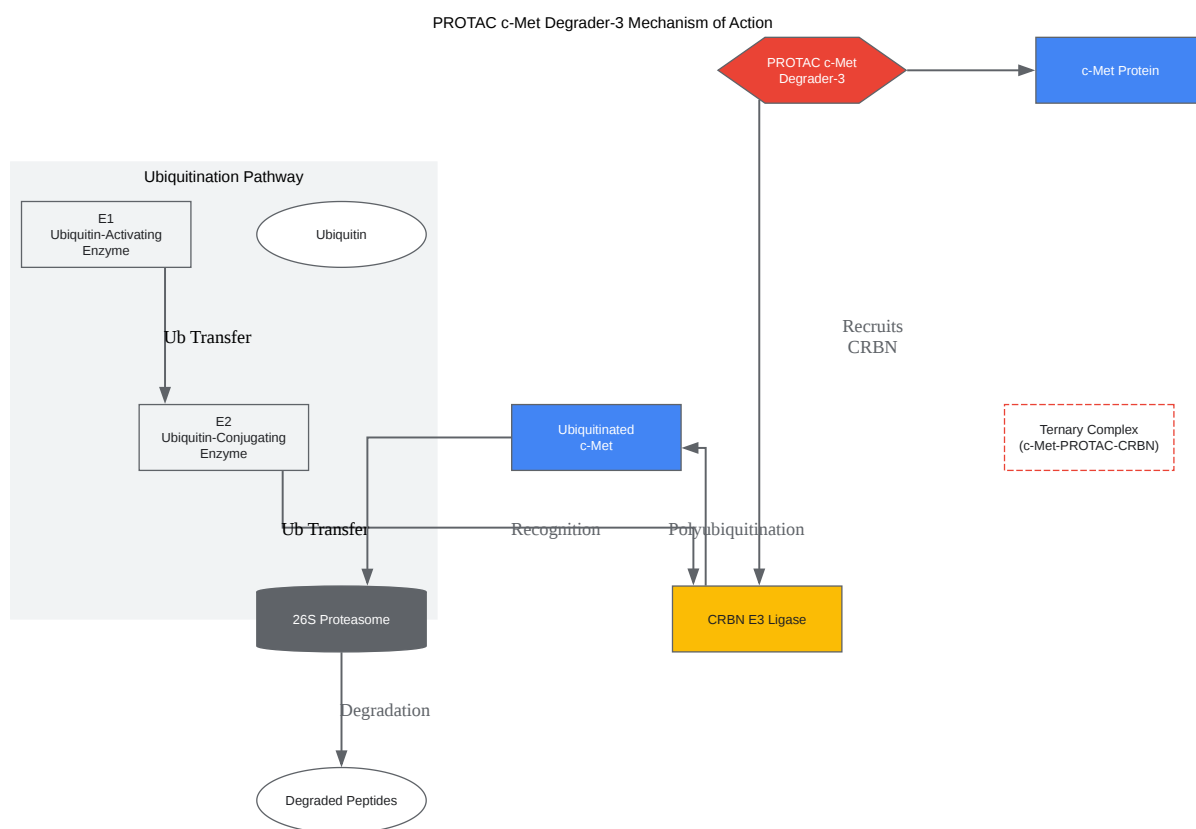 PROTAC c-Met Degrader-3 Mechanism of Action
PROTAC c-Met
Degrader-3
c-Met Protein
Ubiquitination Pathway
E1
Ubiquitin-Activating
Enzyme
Ubiquitin
Ub Transfer
Recruits
CRBN
E2
Ubiquitin-Conjugating
Enzyme
Ubiquitinated
c-Met
Ternary Complex
(c-Met-PROTAC-CRBN)
Ub Transfer
Recognition
Polyubiquitination
26S Proteasome
CRBN E3 Ligase
Degradation
Degraded Peptides